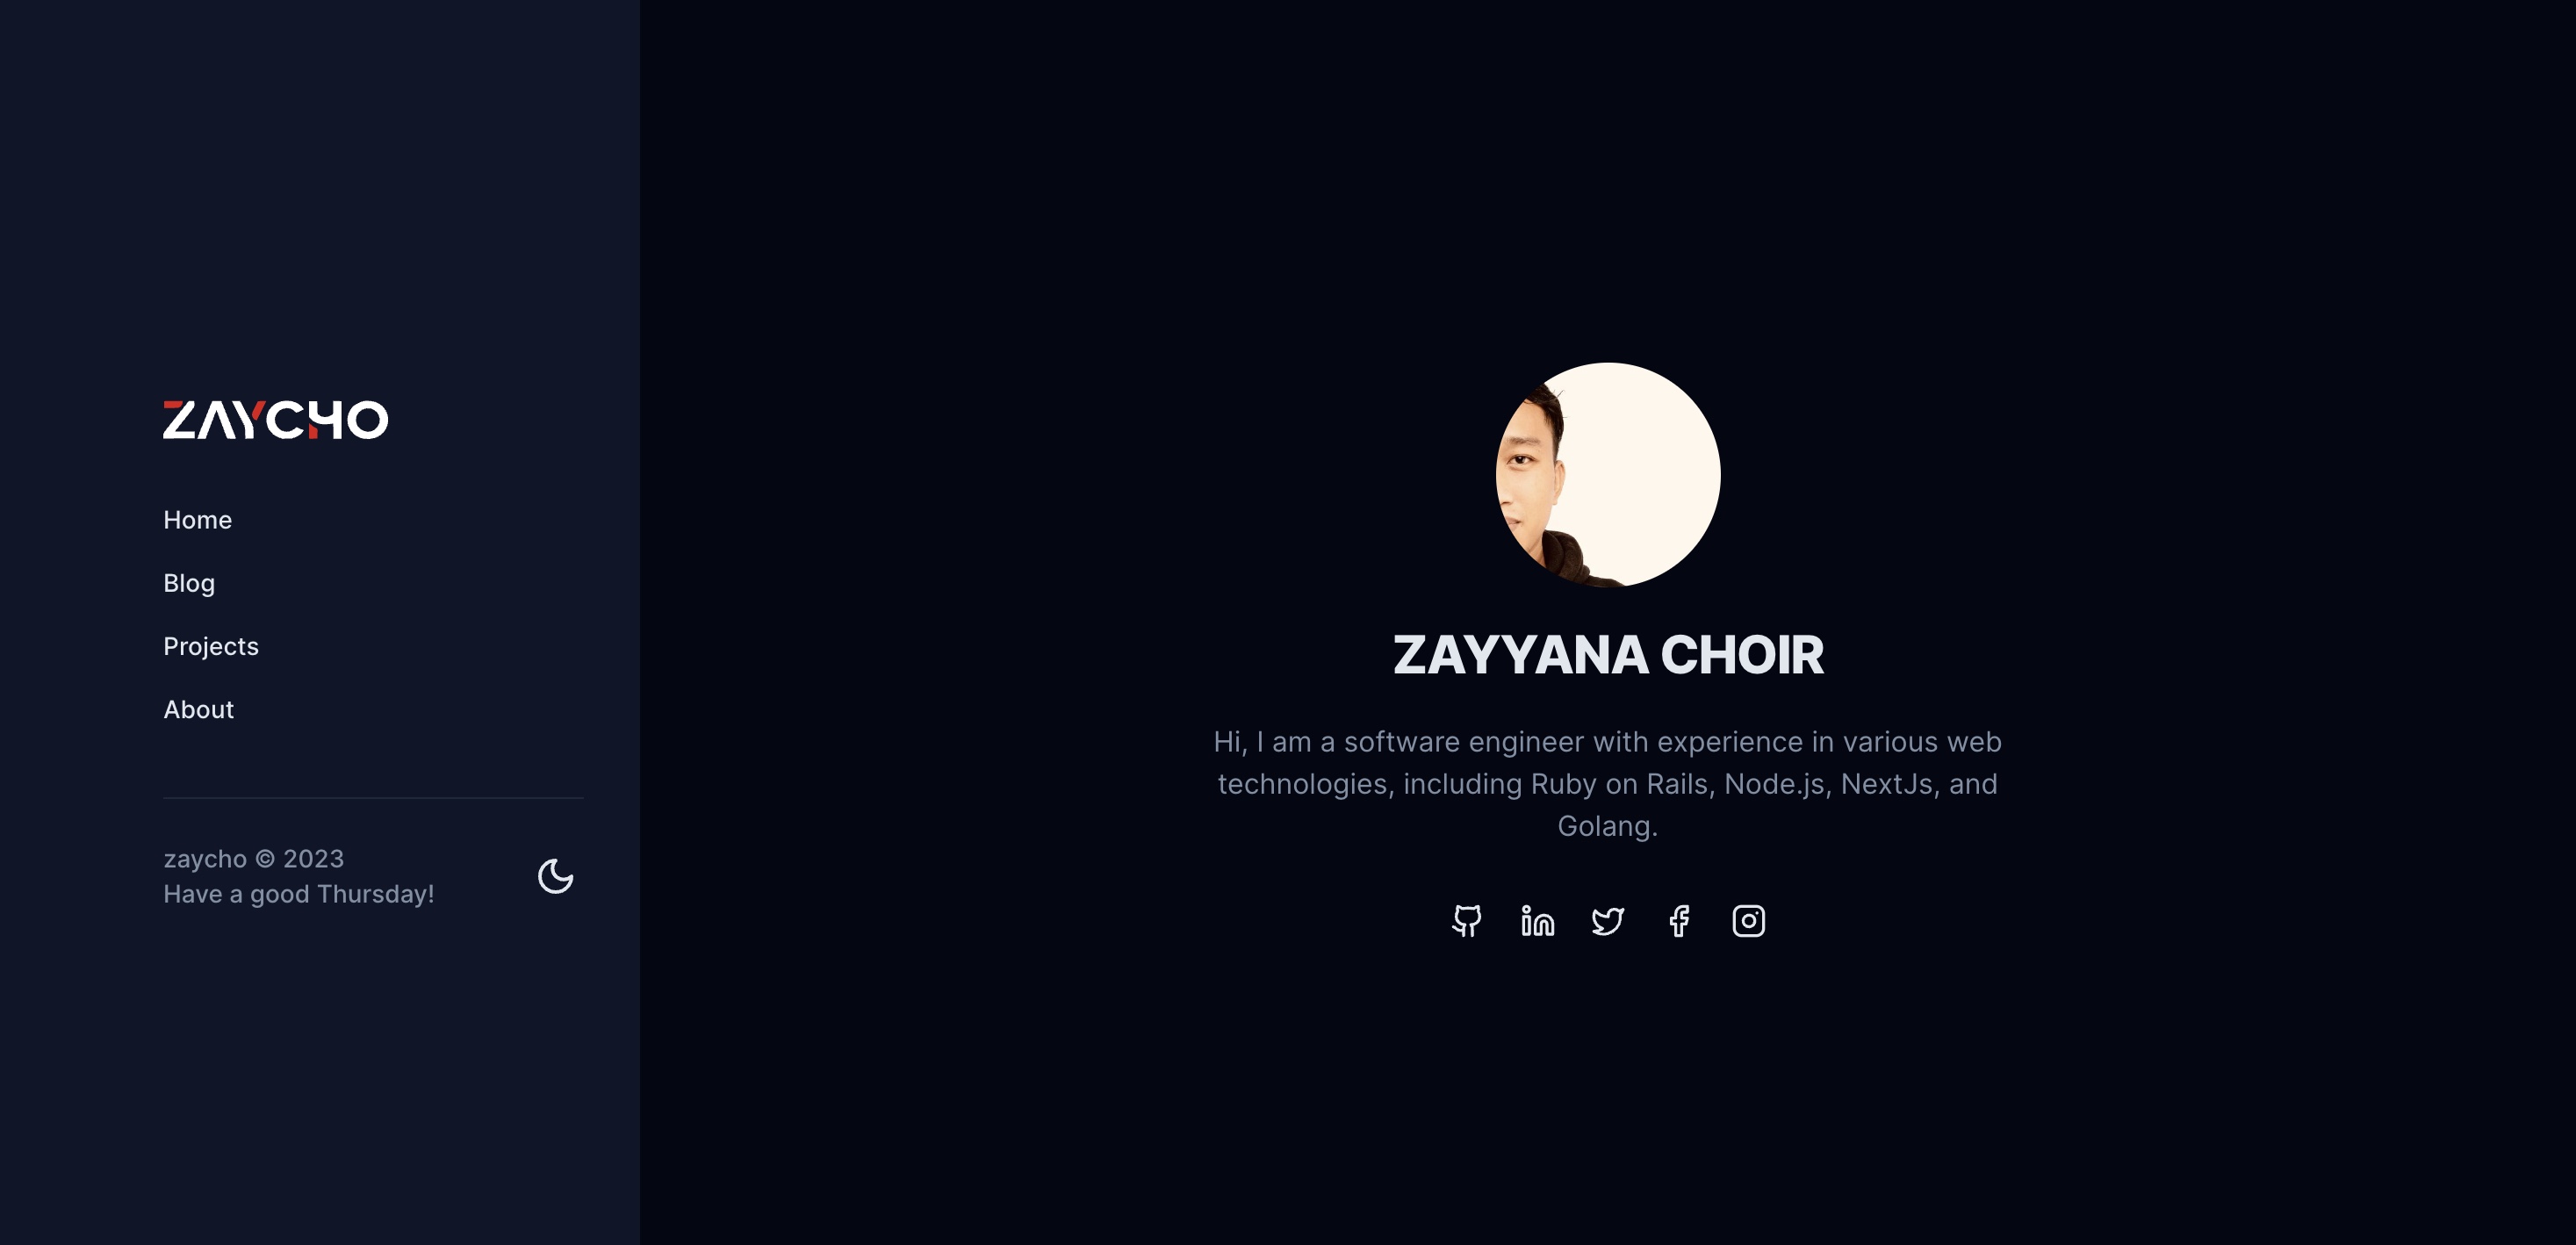 ZAYCHO
Home
Blog
Projects
About
zaycho © 2023
Have a good Thursday!
ZAYYANA CHOIR
Hi, I am a software engineer with experience in various web
technologies, including Ruby on Rails, Node.js, NextJs, and
Golang.